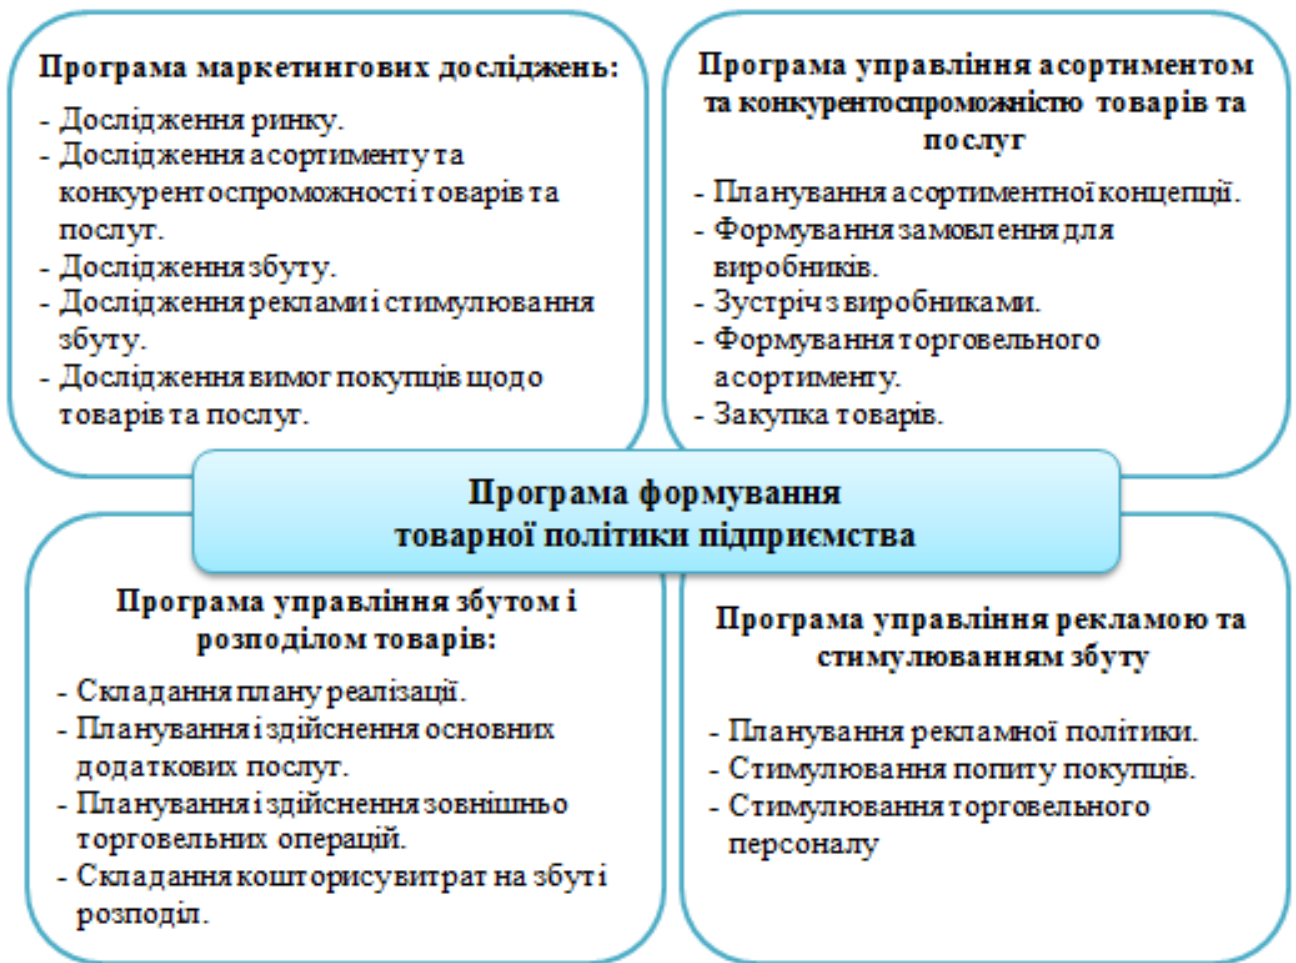 Програма маркетингових досліджень:
- Дослідження ринку.
- Дослідження асортименту та
конкурентоспроможності товарів та
послуг.
- Дослідження збуту.
- Дослідження реклами і стимулювання
збуту.
- Дослідження вимог покупців щодо
товарів та послуг.
Програма управління асортиментом
та конкурентоспроможністю товарів та
послуг
- Планування асортиментної концепції.
- Формування замовлення для
виробників.
- Зустріч з виробниками.
- Формування торговельного
асортименту.
- Закупка товарів.
Програма формування
товарної політики підприємства
Програма управління збутом і
розподілом товарів:
- Складання плану реалізації.
- Планування і здійснення основних
додаткових послуг.
- Планування і здійснення зовнішньо
торговельних операцій.
- Складання кошторису витрат на збут і
розподіл.
Програма управління рекламою та
стимулюванням збуту
- Планування рекламної політики.
- Стимулювання попиту покупців.
- Стимулювання торговельного
персоналу